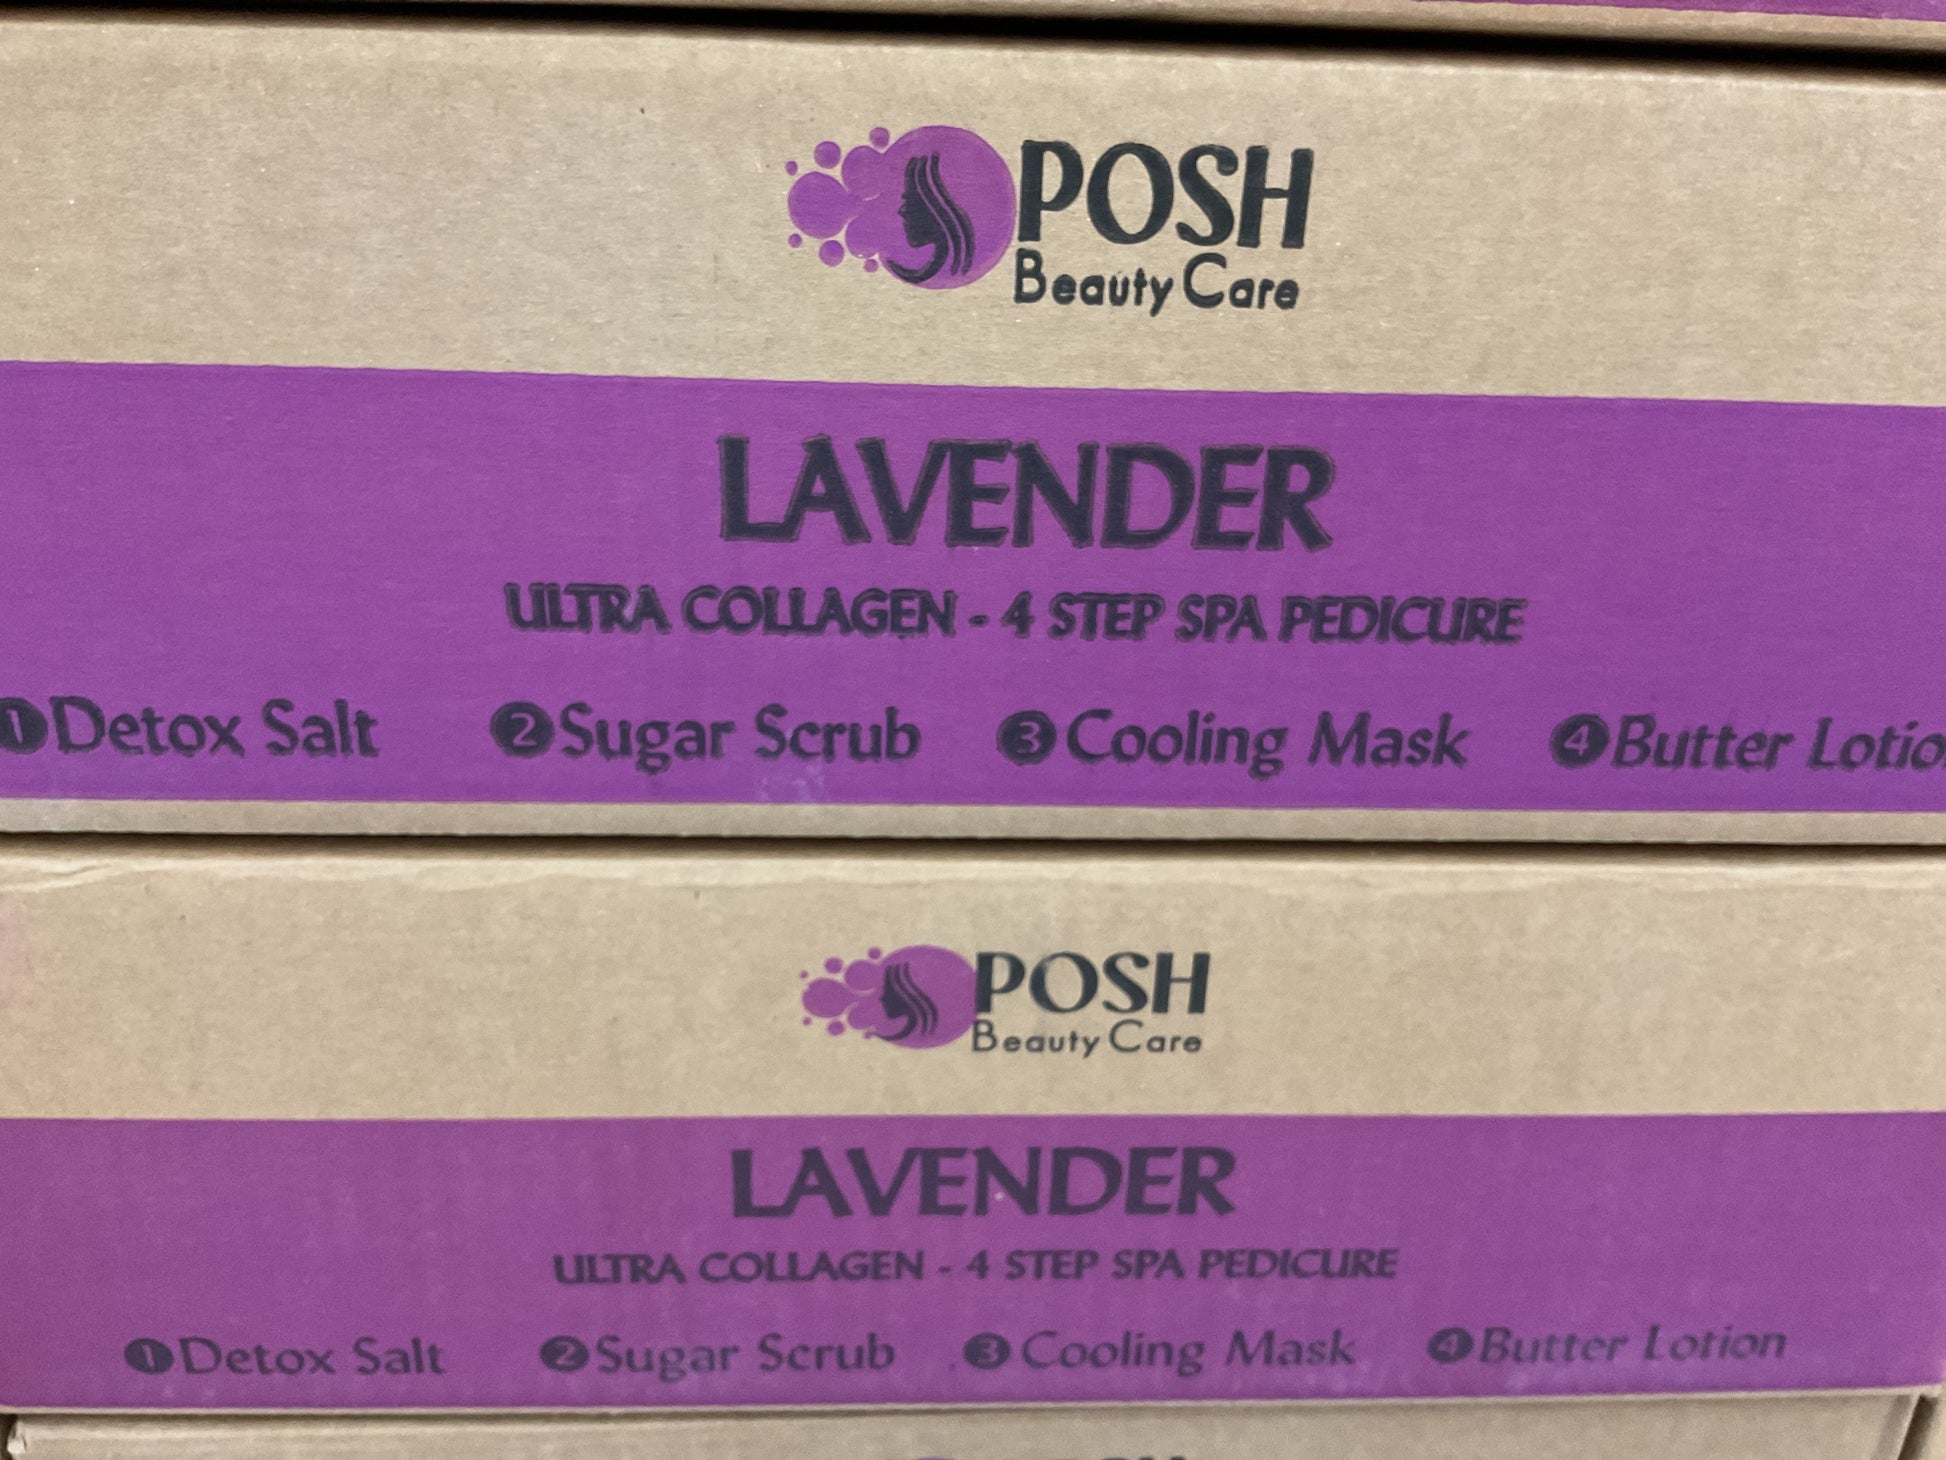 POSH
Beauty Care
LAVENDER
ULTRA COLLAGEN - 4 STEP SPA PEDICURE
1 Detox Salt 2 Sugar Scrub 3 Cooling Mask 4 Butter Lotio
POSH
Beauty Care
LAVENDER
ULTRA COLLAGEN - 4 STEP SPA PEDICURE
1 Detox Salt 2 Sugar Scrub 3 Cooling Mask 4 Butter Lotion